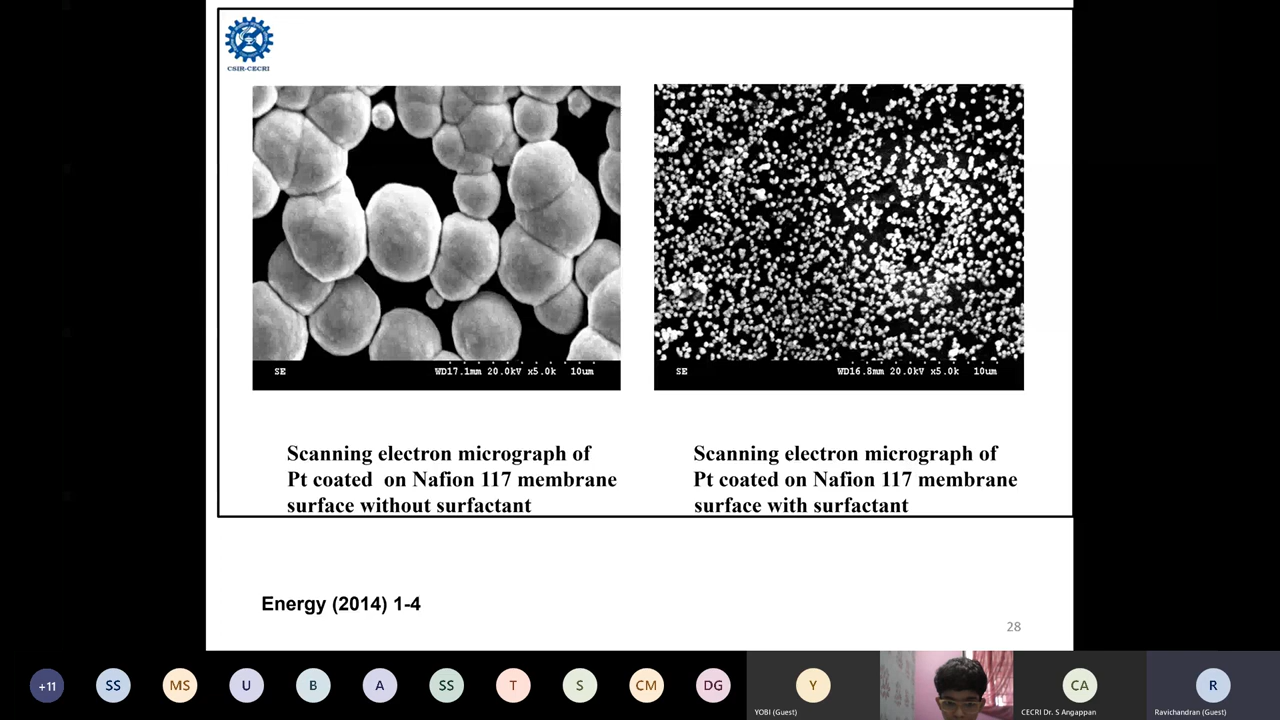 CSIR-CECRI
SE WD17.1mm 20.0kV x5.0k 10um
SE WD16.8mm 20.0kV x5.0k 10um
Scanning electron micrograph of
Pt coated on Nafion 117 membrane
surface without surfactant
Scanning electron micrograph of
Pt coated on Nafion 117 membrane
surface with surfactant
Energy (2014) 1-4
28
+11 SS MS U B A SS T S CM DG Y CA R
YOBI (Guest) CECRI Dr. S Angappan Ravichandran (Guest)